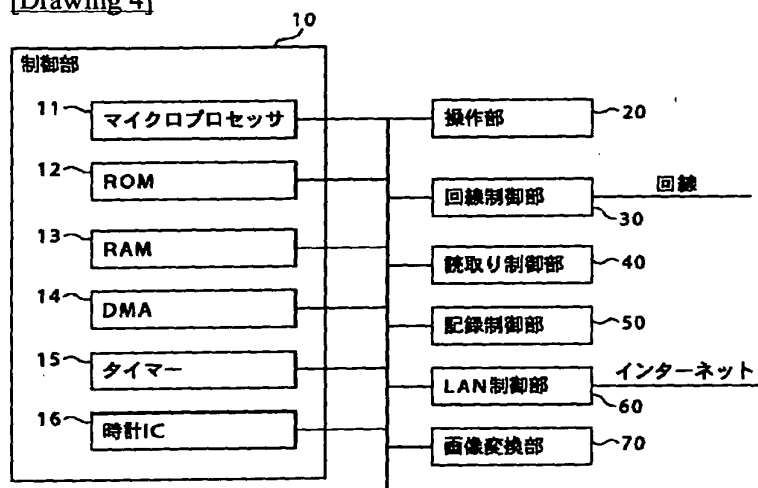 [Drawing 4]
10
制御部
11 マイクロプロセッサ
12 ROM
13 RAM
14 DMA
15 タイマー
16 時計IC
操作部 20
回線制御部 回線
30
読取り制御部 40
記録制御部 50
LAN制御部 インターネット
60
画像変換部 70